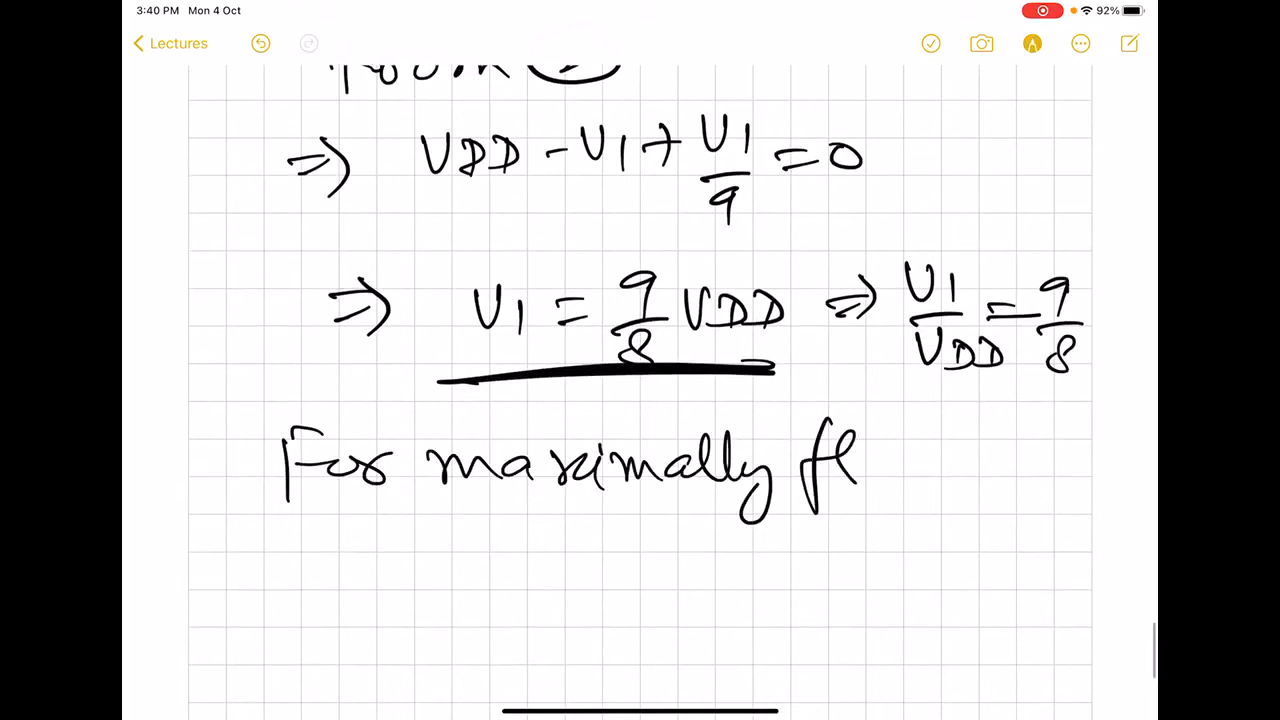 3:40 PM Mon 4 Oct 92%
Lectures
⇒ VDD - V1 + V1/9 = 0
⇒ V1 = 9/8 VDD ⇒ V1/VDD = 9/8
For maximally fl